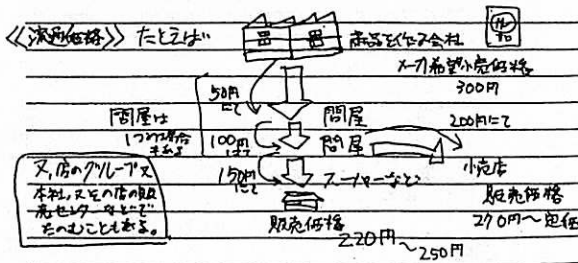 《流通価格》 たとえば 商品を作る会社
メーカ希望小売価格
300円
50円にて
問屋は 問屋 200円にて
1つの場合もある 100円にて 問屋
小売店
150円にて スーパーなど
又、店のグループ又
本社、又その店の販
売センターなどで
たのむこともある。
販売価格
270円〜定価
販売価格
220円〜250円